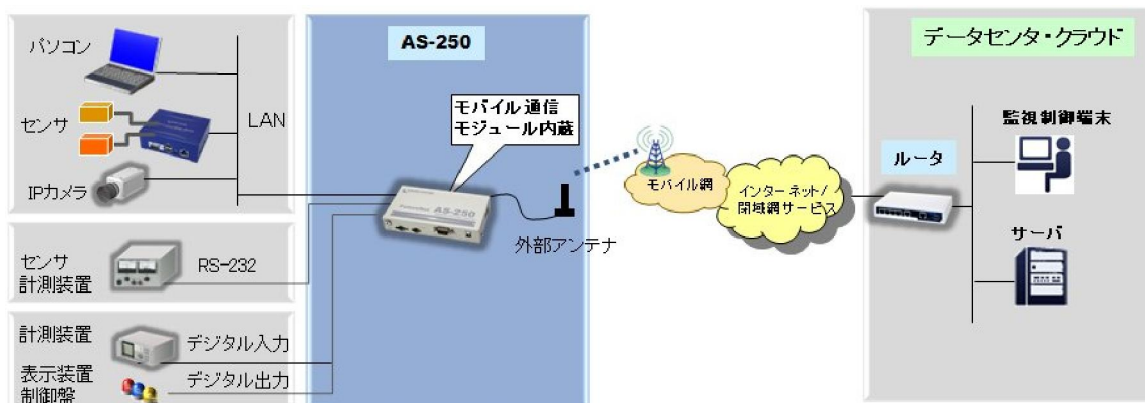 パソコン
センサ
IPカメラ
LAN
センサ
計測装置
RS-232
計測装置
デジタル入力
表示装置
制御盤
デジタル出力
AS-250
モバイル通信
モジュール内蔵
AS-250
外部アンテナ
モバイル網
インターネット/
閉域網サービス
データセンタ・クラウド
ルータ
監視制御端末
サーバ